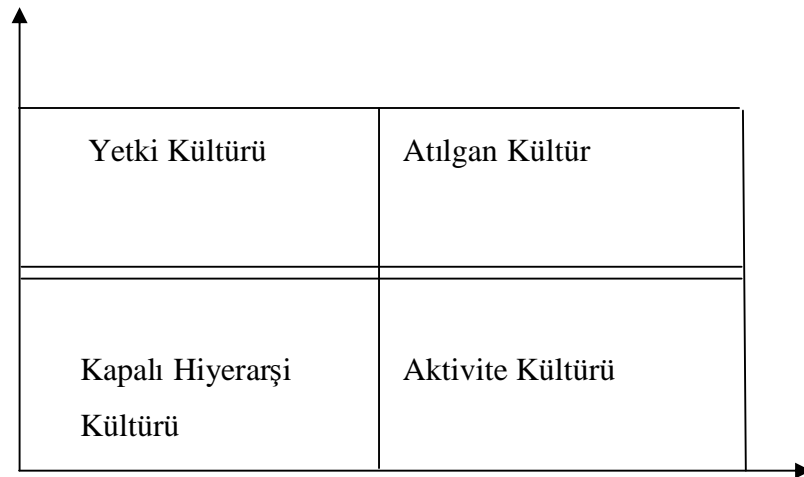 Yetki Kültürü
Atılgan Kültür
Kapalı Hiyerarşi
Kültürü
Aktivite Kültürü